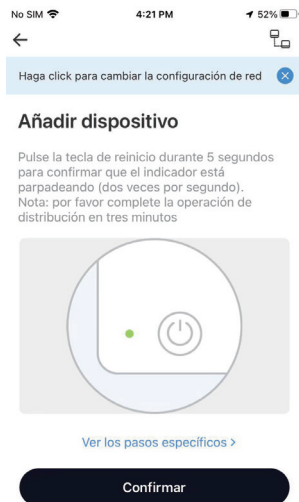 No SIM 4:21 PM 52%
Haga click para cambiar la configuración de red
Añadir dispositivo
Pulse la tecla de reinicio durante 5 segundos
para confirmar que el indicador está
parpadeando (dos veces por segundo).
Nota: por favor complete la operación de
distribución en tres minutos
Ver los pasos específicos >
Confirmar